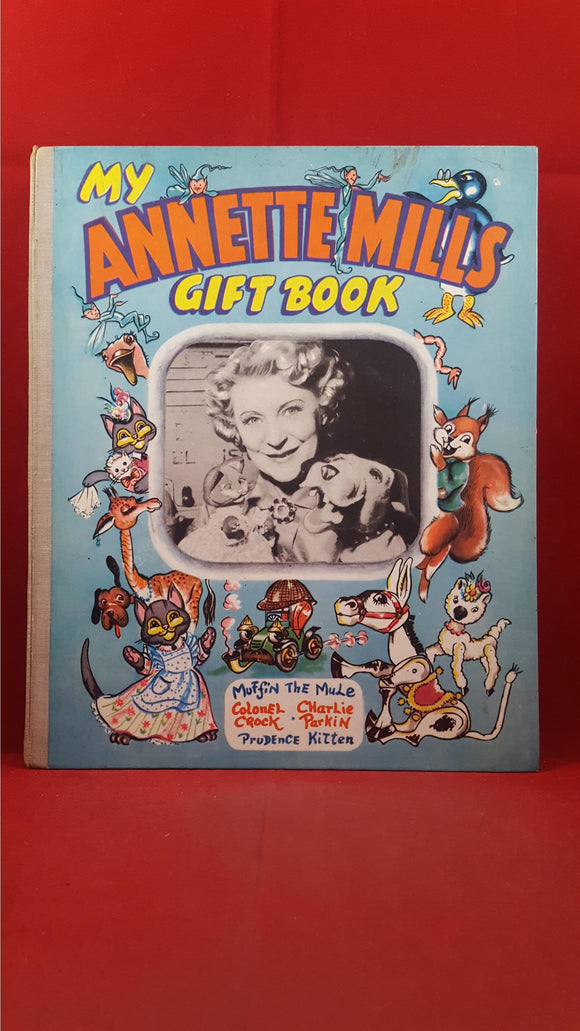 MY
ANNETTE MILLS
GIFT BOOK
MUFFIN THE MULE
COLONEL CHARLIE
CROCK • PARKIN
PRUDENCE KITTEN